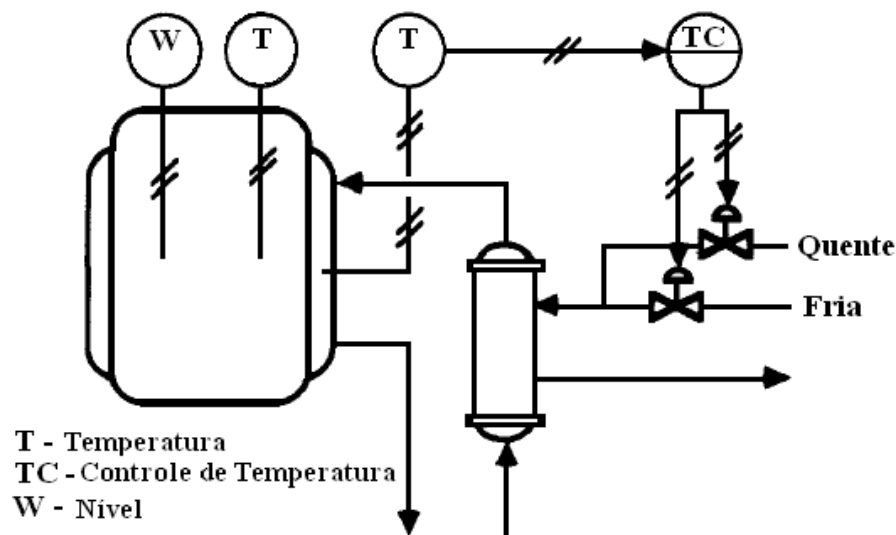 W
T
T
TC
Quente
Fria
T - Temperatura
TC - Controle de Temperatura
W - Nível